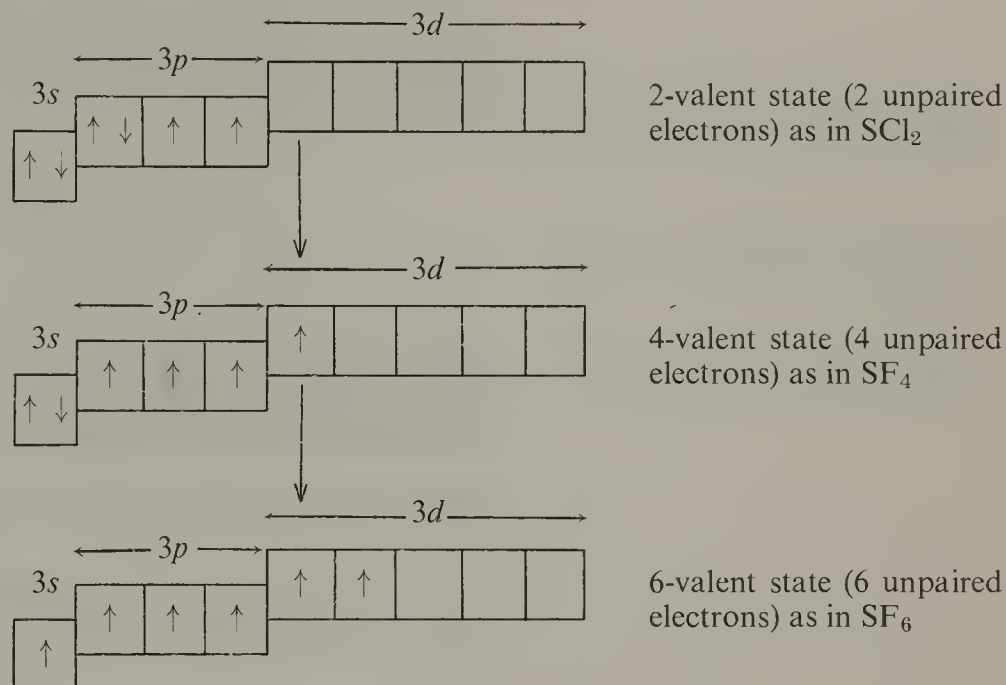 3d
3p
3s
↑ ↓ ↑ ↓ ↑ ↑
2-valent state (2 unpaired
electrons) as in SCl₂
3d
3p
3s
↑ ↓ ↑ ↑ ↑ ↑
4-valent state (4 unpaired
electrons) as in SF₄
3d
3p
3s
↑ ↑ ↑ ↑ ↑ ↑
6-valent state (6 unpaired
electrons) as in SF₆